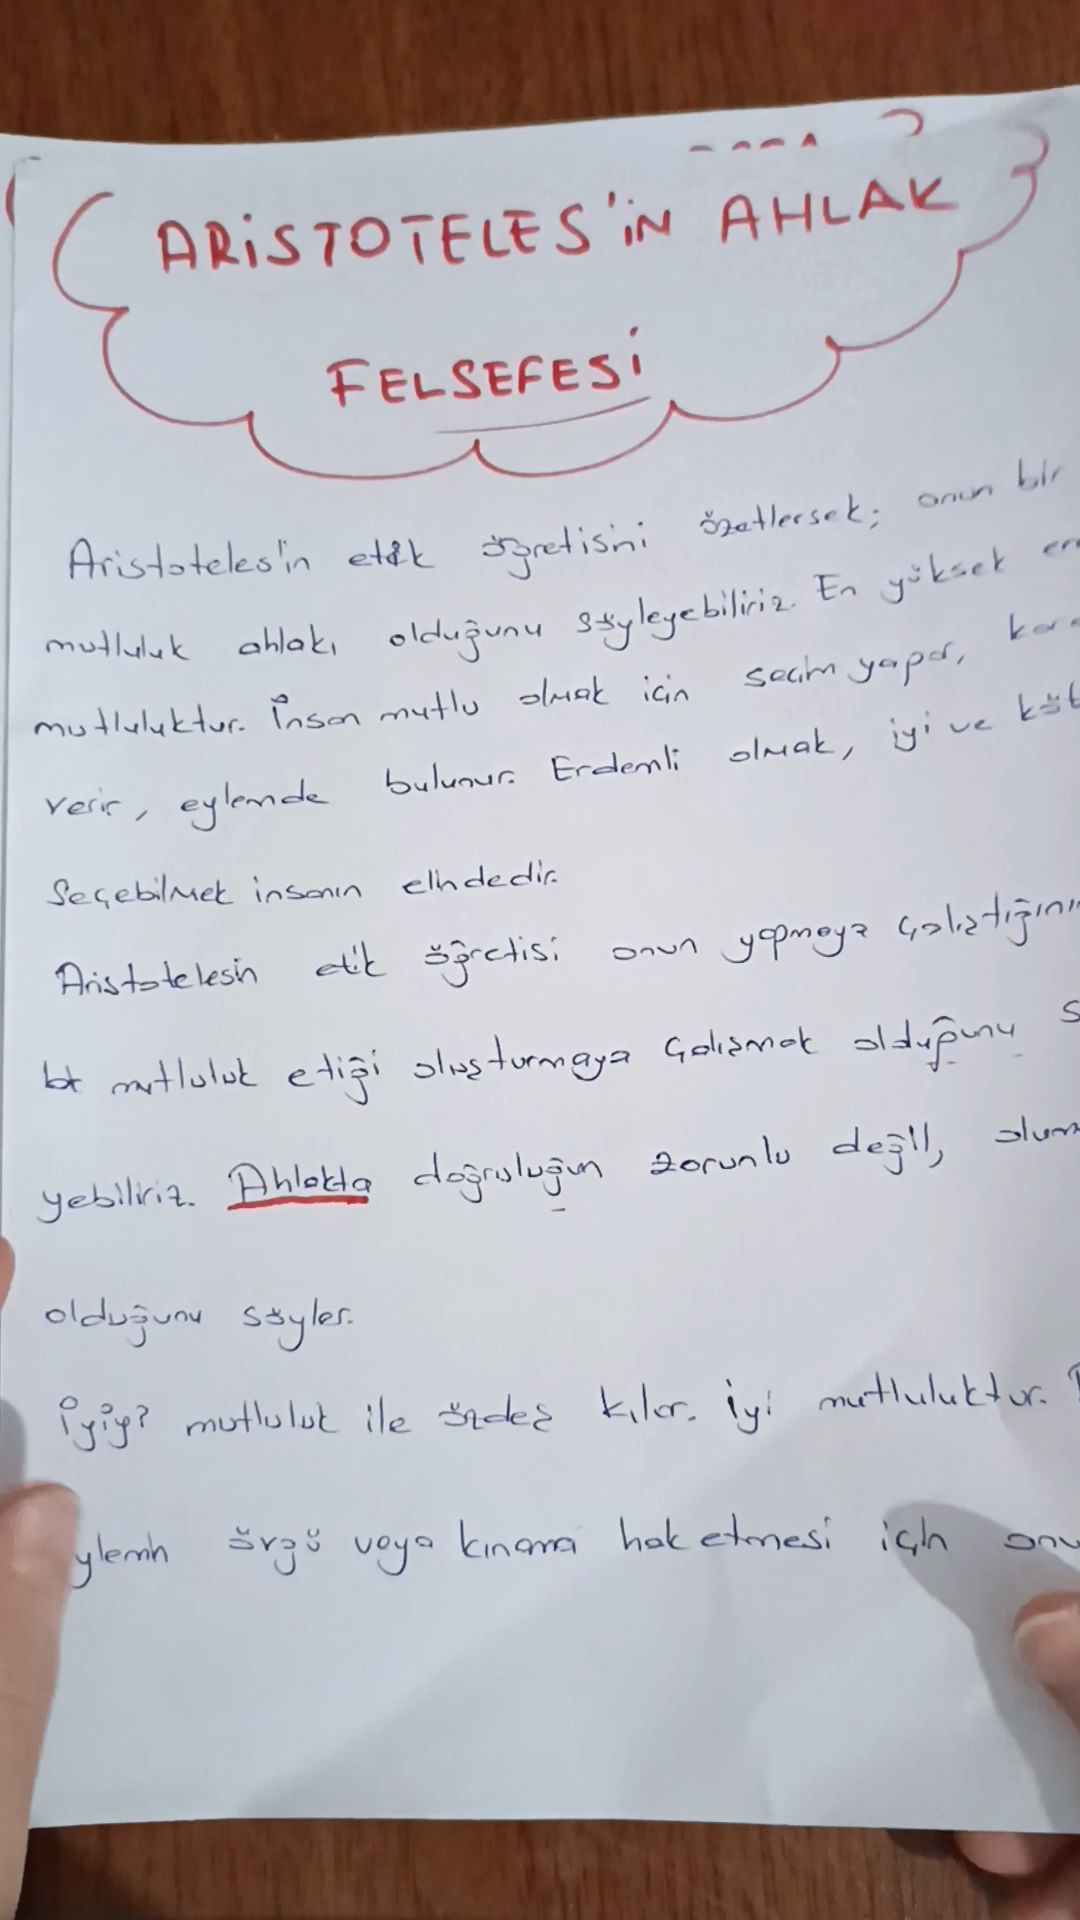 ARİSTOTELES'İN AHLAK
FELSEFESİ
Aristoteles'in etik öğretisini özetlersek; onun bir
mutluluk ahlakı olduğunu söyleyebiliriz. En yüksek
mutluluktur. İnsan mutlu olmak için seçim yapar,
verir, eylemde bulunur. Erdemli olmak, iyi ve
Seçebilmek insanın elindedir.
Aristotelesin etik öğretisi onun yapmaya çalıştığının
bir mutluluk etiği oluşturmaya çalışmak olduğunu
yebiliriz. Ahlakta doğruluğun zorunlu değil,
olduğunu söyler.
İyiyi mutluluk ile özdeş kılar. İyi mutluluktur.
ylemin övgü veya kınama hak etmesi için